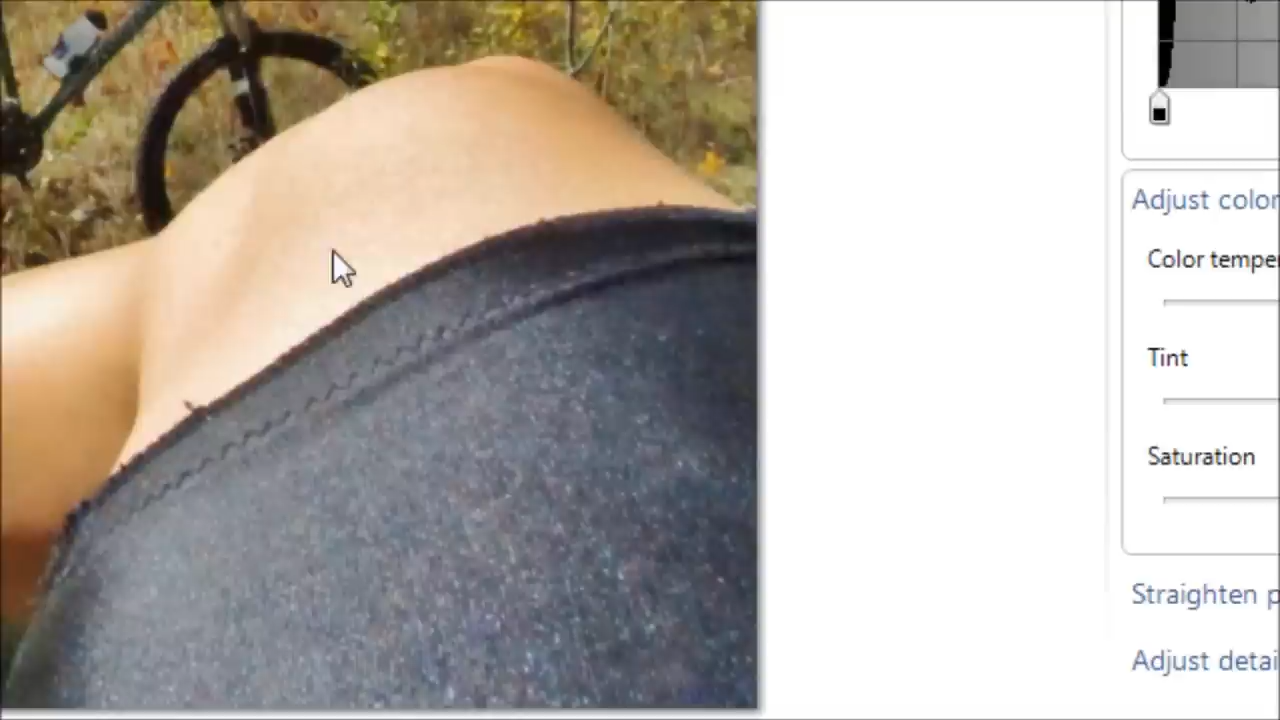 Adjust color
Color temper
Tint
Saturation
Straighten p
Adjust detai